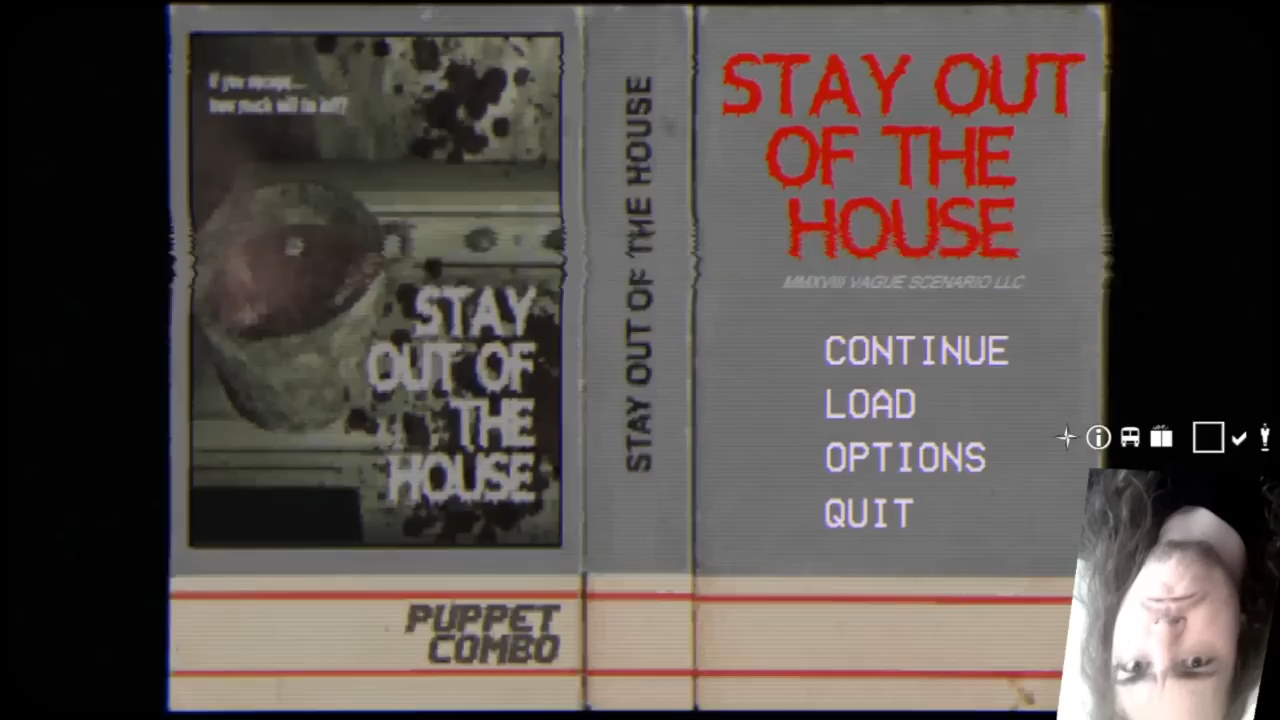 If you escape...
how much will be left?
STAY
OUT OF
THE
HOUSE
PUPPET
COMBO
STAY OUT OF THE HOUSE
STAY OUT
OF THE
HOUSE
MMXVIII VAGUE SCENARIO LLC
CONTINUE
LOAD
OPTIONS
QUIT